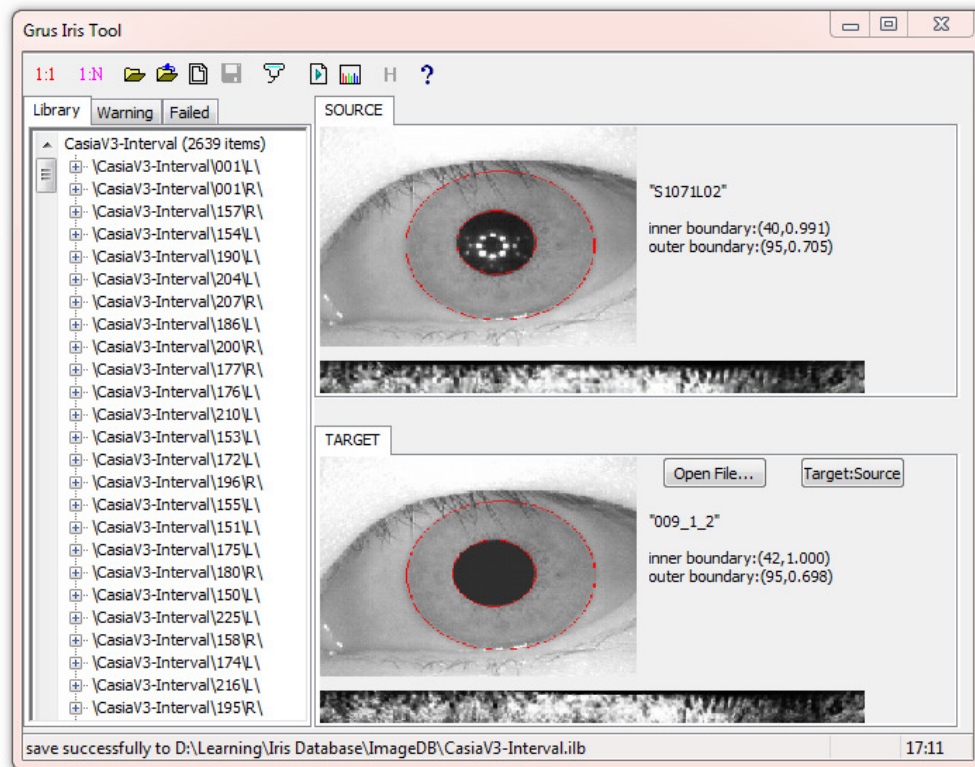 Grus Iris Tool
1:1 1:N H ?
Library Warning Failed
CasiaV3-Interval (2639 items)
\CasiaV3-Interval\001\L\
\CasiaV3-Interval\001\R\
\CasiaV3-Interval\157\R\
\CasiaV3-Interval\154\L\
\CasiaV3-Interval\190\L\
\CasiaV3-Interval\204\L\
\CasiaV3-Interval\207\R\
\CasiaV3-Interval\186\L\
\CasiaV3-Interval\200\R\
\CasiaV3-Interval\177\R\
\CasiaV3-Interval\176\L\
\CasiaV3-Interval\210\L\
\CasiaV3-Interval\153\L\
\CasiaV3-Interval\172\L\
\CasiaV3-Interval\196\R\
\CasiaV3-Interval\155\L\
\CasiaV3-Interval\151\L\
\CasiaV3-Interval\175\L\
\CasiaV3-Interval\180\R\
\CasiaV3-Interval\150\L\
\CasiaV3-Interval\225\L\
\CasiaV3-Interval\158\R\
\CasiaV3-Interval\174\L\
\CasiaV3-Interval\216\L\
\CasiaV3-Interval\195\R\
SOURCE
"S1071L02"
inner boundary:(40,0.991)
outer boundary:(95,0.705)
TARGET
Open File... Target:Source
"009_1_2"
inner boundary:(42,1.000)
outer boundary:(95,0.698)
save successfully to D:\Learning\Iris Database\ImageDB\CasiaV3-Interval.ilb 17:11